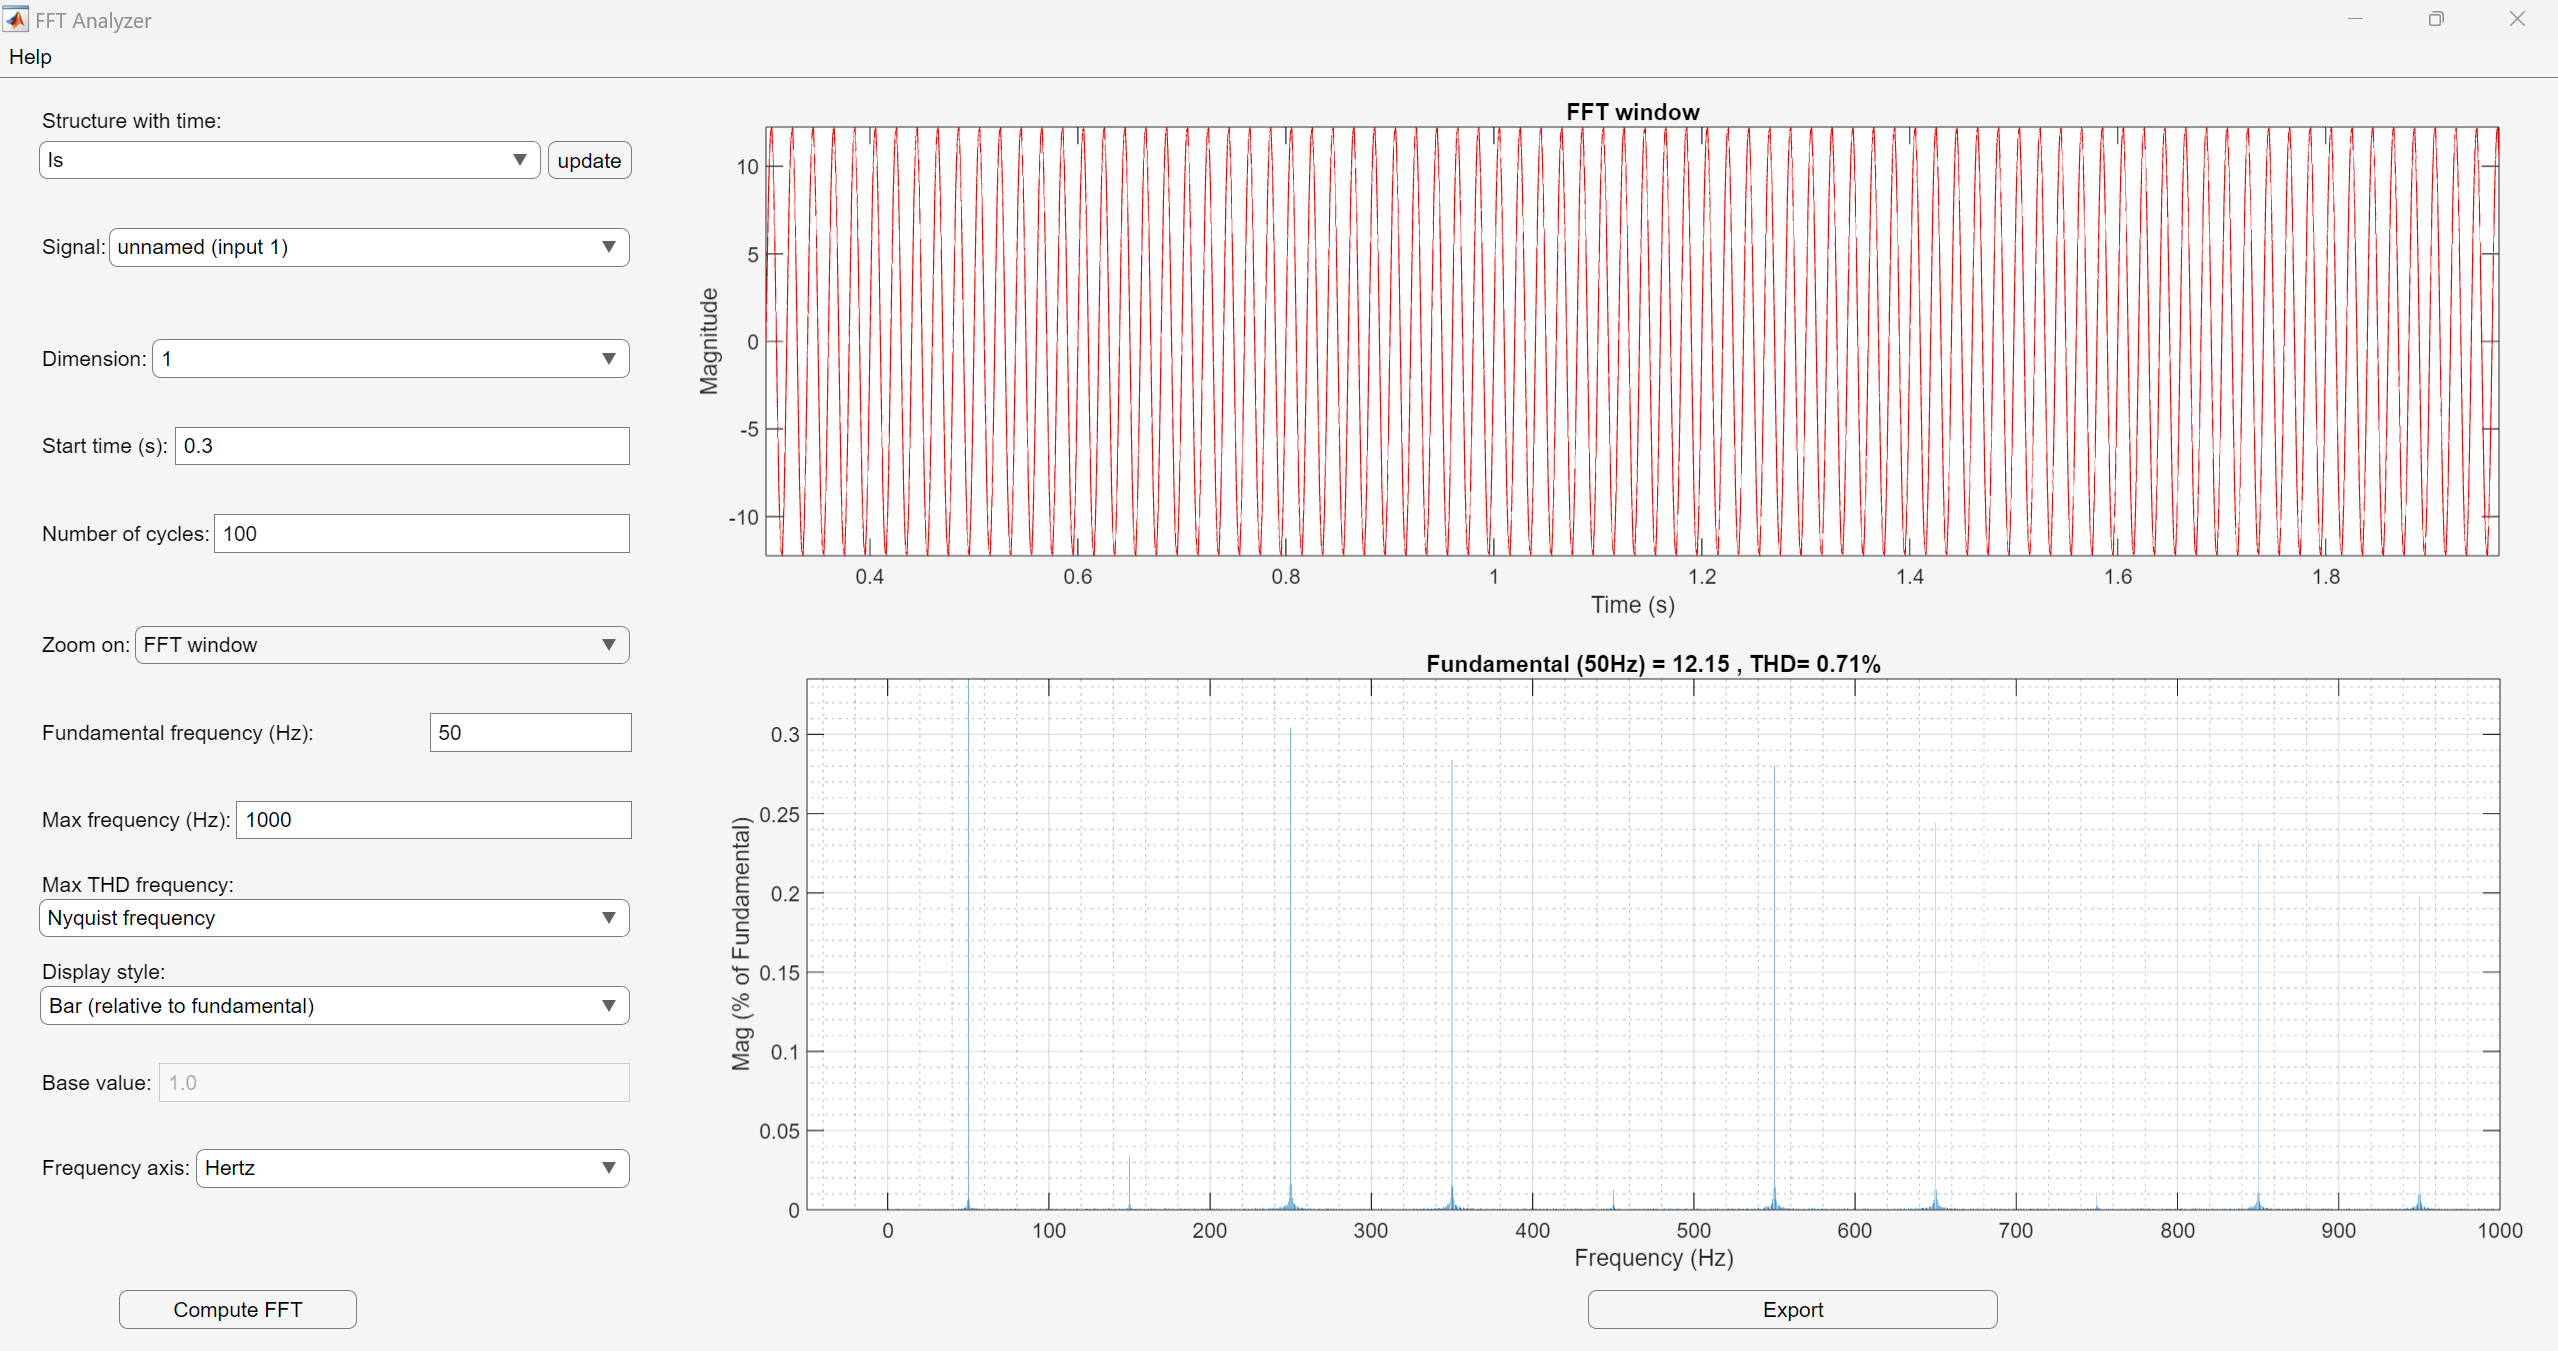 FFT Analyzer
Help
Structure with time:
Is
update
Signal: unnamed (input 1)
Dimension: 1
Start time (s): 0.3
Number of cycles: 100
Zoom on: FFT window
Fundamental frequency (Hz): 50
Max frequency (Hz): 1000
Max THD frequency:
Nyquist frequency
Display style:
Bar (relative to fundamental)
Base value: 1.0
Frequency axis: Hertz
Compute FFT
FFT window
Magnitude
10
5
0
-5
-10
0.4 0.6 0.8 1 1.2 1.4 1.6 1.8
Time (s)
Fundamental (50Hz) = 12.15 , THD= 0.71%
Mag (% of Fundamental)
0.3
0.25
0.2
0.15
0.1
0.05
0
0 100 200 300 400 500 600 700 800 900 1000
Frequency (Hz)
Export